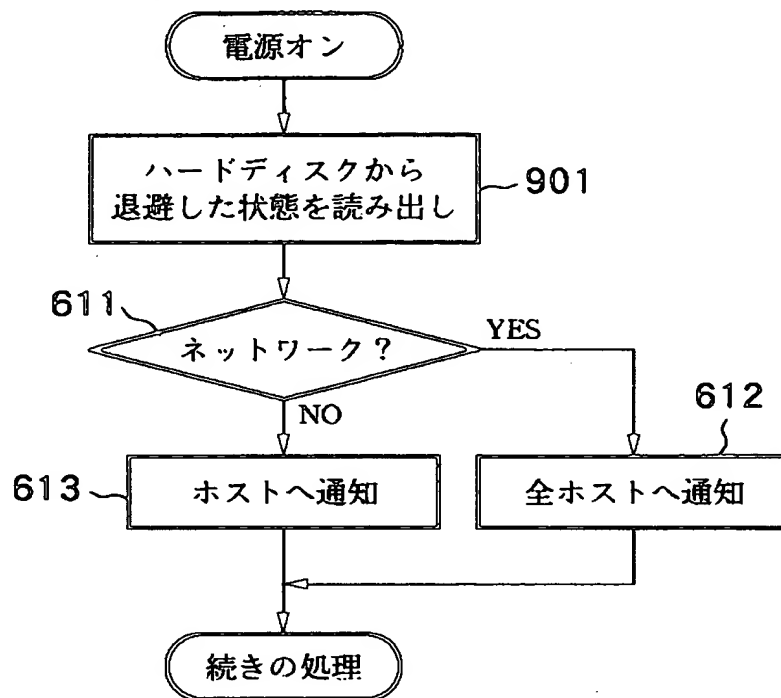 電源オン
ハードディスクから
退避した状態を読み出し
901
611
ネットワーク？
YES
NO
612
613
ホストへ通知
全ホストへ通知
続きの処理